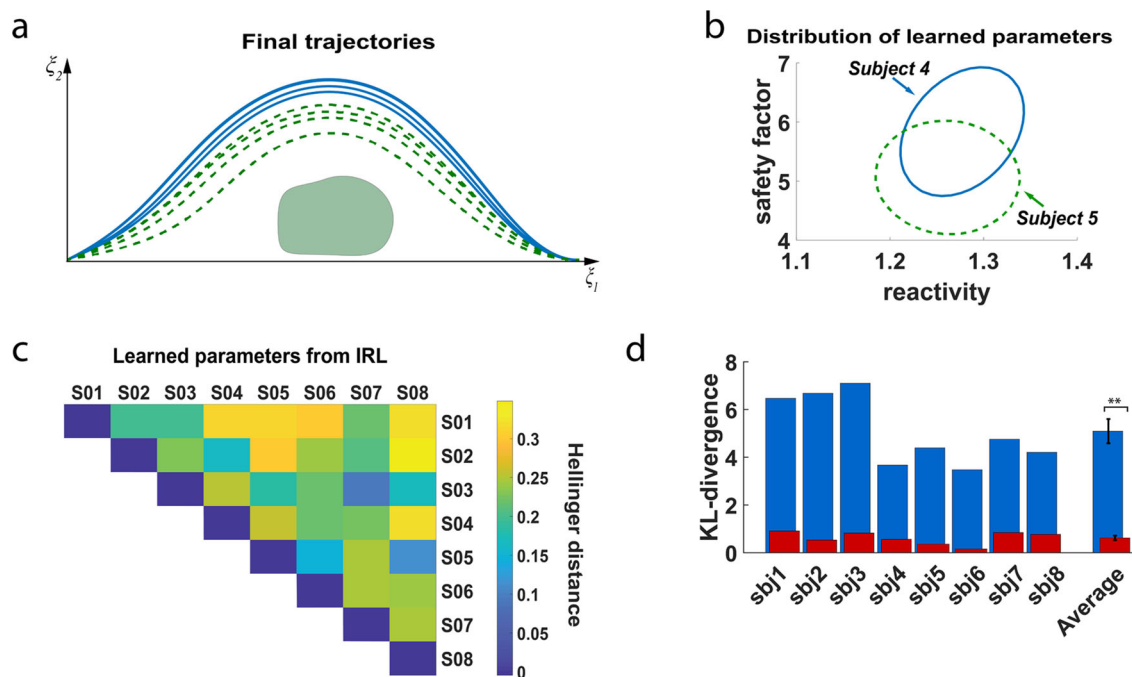 a
Final trajectories
ξ2
ξ1
b
Distribution of learned parameters
7
6
5
4
safety factor
Subject 4
Subject 5
1.1 1.2 1.3 1.4
reactivity
c
Learned parameters from IRL
S01 S02 S03 S04 S05 S06 S07 S08
S01
S02
S03
S04
S05
S06
S07
S08
0.3
0.25
0.2
0.15
0.1
0.05
0
Hellinger distance
d
8
6
4
2
0
KL-divergence
**
sbj1 sbj2 sbj3 sbj4 sbj5 sbj6 sbj7 sbj8 Average